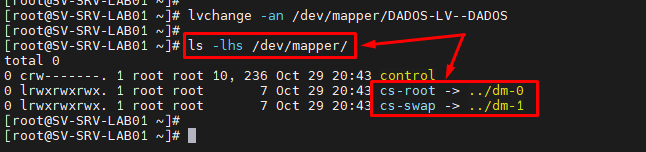 [root@SV-SRV-LAB01 ~]# lvchange -an /dev/mapper/DADOS-LV--DADOS
[root@SV-SRV-LAB01 ~]#
[root@SV-SRV-LAB01 ~]# ls -lhs /dev/mapper/
total 0
0 crw-------. 1 root root 10, 236 Oct 29 20:43 control
0 lrwxrwxrwx. 1 root root       7 Oct 29 20:43 cs-root -> ../dm-0
0 lrwxrwxrwx. 1 root root       7 Oct 29 20:43 cs-swap -> ../dm-1
[root@SV-SRV-LAB01 ~]#
[root@SV-SRV-LAB01 ~]#